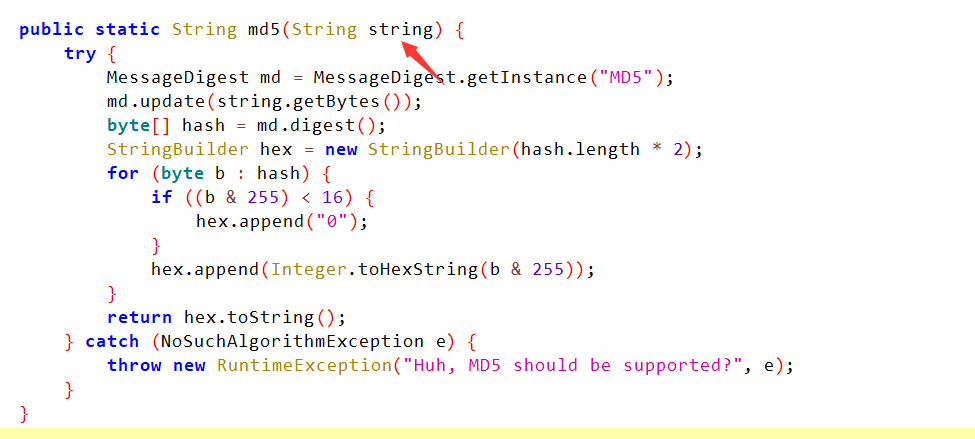 public static String md5(String string) {
    try {
        MessageDigest md = MessageDigest.getInstance("MD5");
        md.update(string.getBytes());
        byte[] hash = md.digest();
        StringBuilder hex = new StringBuilder(hash.length * 2);
        for (byte b : hash) {
            if ((b & 255) < 16) {
                hex.append("0");
            }
            hex.append(Integer.toHexString(b & 255));
        }
        return hex.toString();
    } catch (NoSuchAlgorithmException e) {
        throw new RuntimeException("Huh, MD5 should be supported?", e);
    }
}